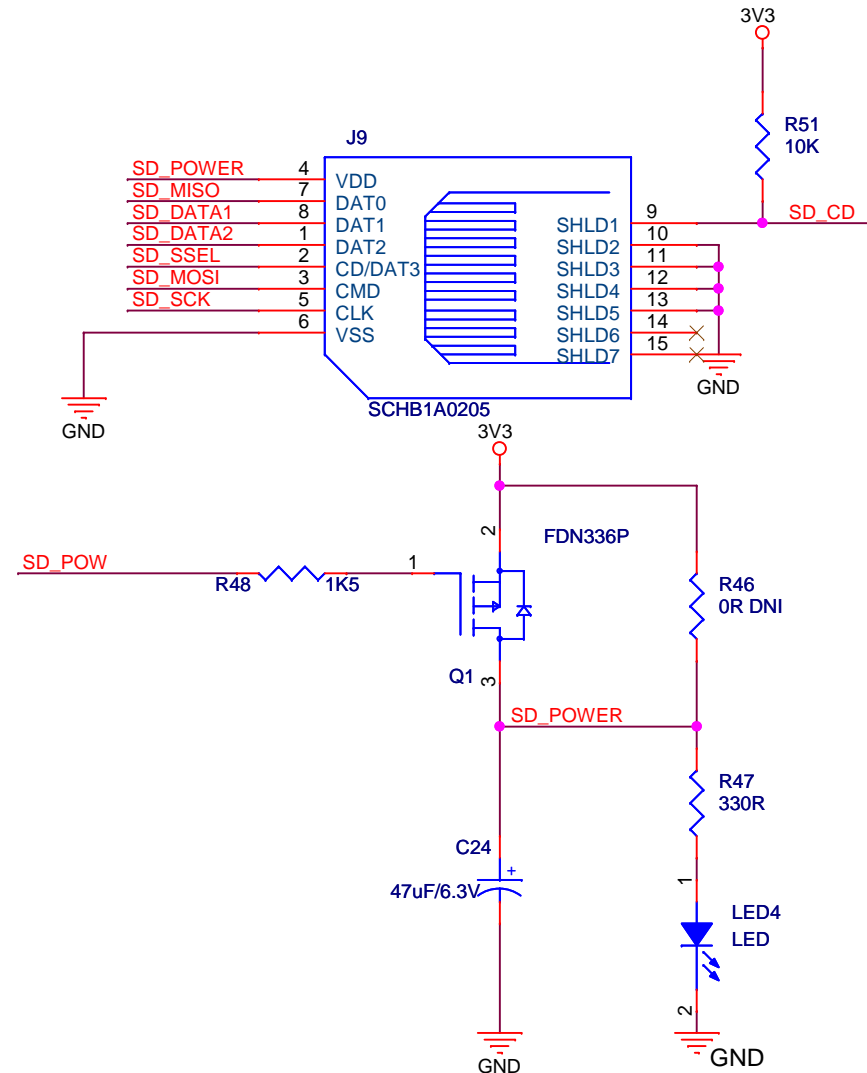 3V3
R51
10K
J9
SD_POWER 4 VDD
SD_MISO 7 DAT0
SD_DATA1 8 DAT1
SD_DATA2 1 DAT2
SD_SSEL 2 CD/DAT3
SD_MOSI 3 CMD
SD_SCK 5 CLK
6 VSS
SHLD1 9 SD_CD
SHLD2 10
SHLD3 11
SHLD4 12
SHLD5 13
SHLD6 14
SHLD7 15
GND
GND
SCHB1A0205
3V3
2
FDN336P
SD_POW
R48 1K5
1
R46
0R DNI
Q1
3
SD_POWER
R47
330R
C24
+
47uF/6.3V
1
LED4
LED
2
GND
GND